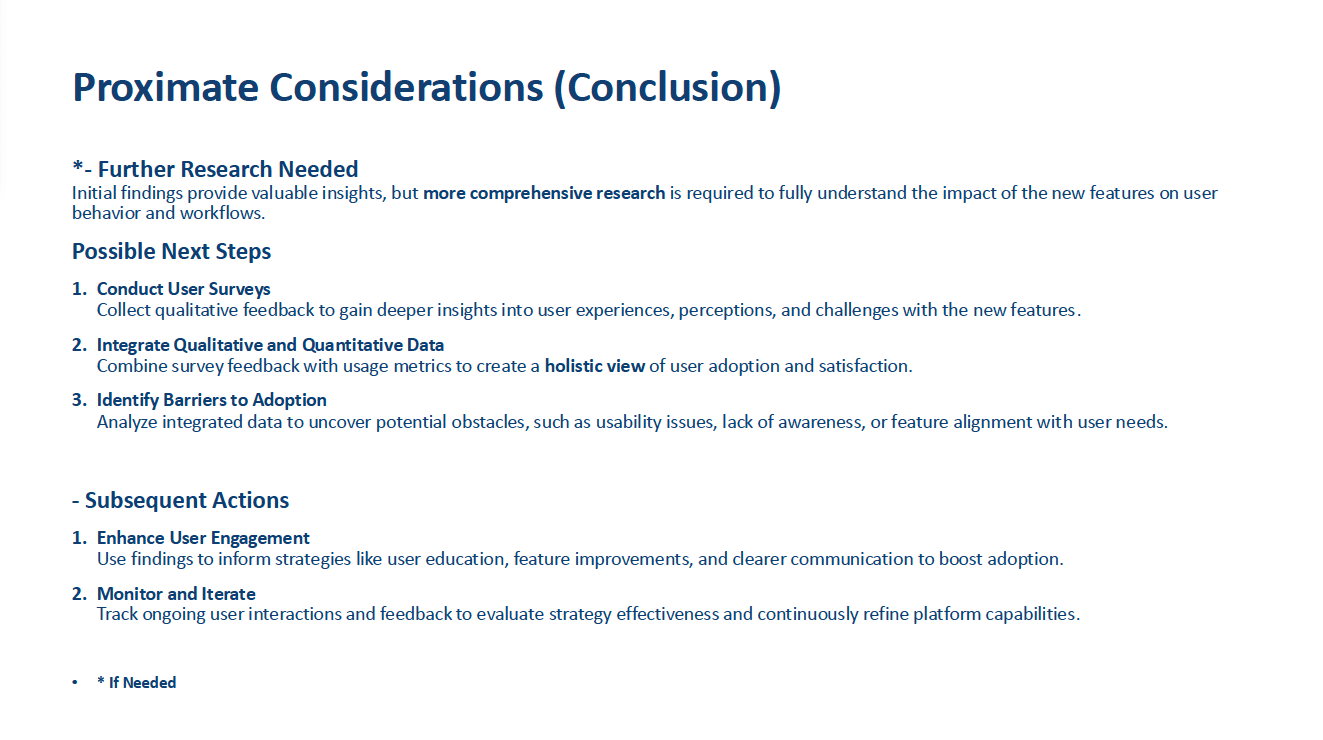 Proximate Considerations (Conclusion)
*- Further Research Needed
Initial findings provide valuable insights, but more comprehensive research is required to fully understand the impact of the new features on user
behavior and workflows.
Possible Next Steps
1. Conduct User Surveys
Collect qualitative feedback to gain deeper insights into user experiences, perceptions, and challenges with the new features.
2. Integrate Qualitative and Quantitative Data
Combine survey feedback with usage metrics to create a holistic view of user adoption and satisfaction.
3. Identify Barriers to Adoption
Analyze integrated data to uncover potential obstacles, such as usability issues, lack of awareness, or feature alignment with user needs.
- Subsequent Actions
1. Enhance User Engagement
Use findings to inform strategies like user education, feature improvements, and clearer communication to boost adoption.
2. Monitor and Iterate
Track ongoing user interactions and feedback to evaluate strategy effectiveness and continuously refine platform capabilities.
• * If Needed